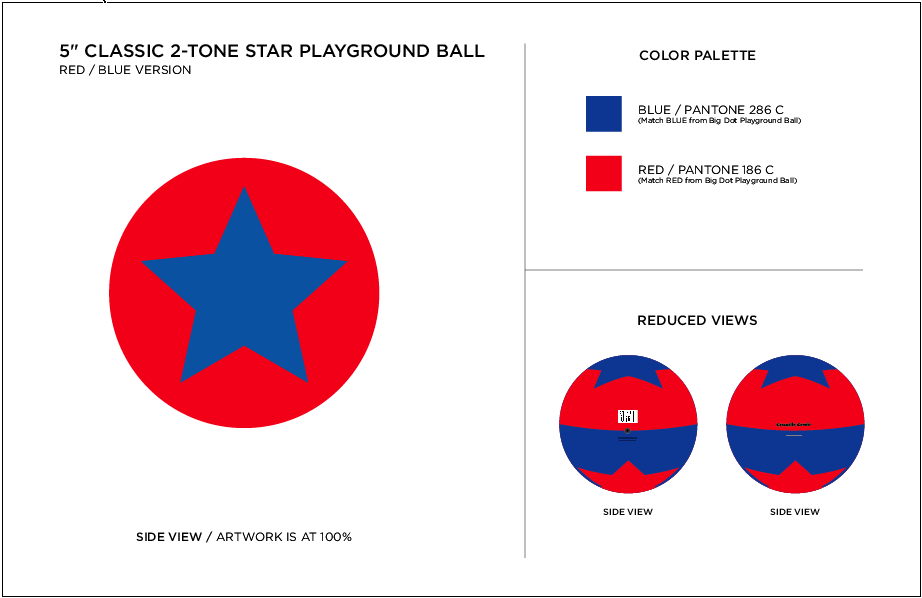 5" CLASSIC 2-TONE STAR PLAYGROUND BALL
RED / BLUE VERSION
COLOR PALETTE
BLUE / PANTONE 286 C
(Match BLUE from Big Dot Playground Ball)
RED / PANTONE 186 C
(Match RED from Big Dot Playground Ball)
REDUCED VIEWS
SIDE VIEW
SIDE VIEW
SIDE VIEW / ARTWORK IS AT 100%